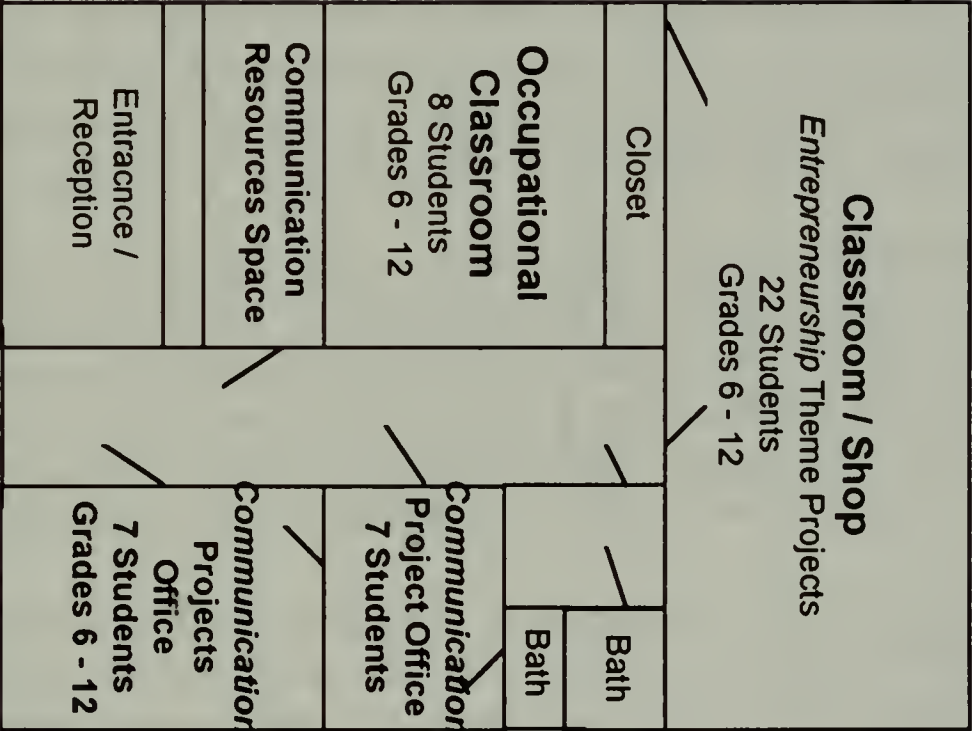 Classroom / Shop
Entrepreneurship Theme Projects
22 Students
Grades 6 - 12
Closet
Occupational
Classroom
8 Students
Grades 6 - 12
Communication
Resources Space
Entracnce /
Reception
Bath
Bath
Communication
Project Office
7 Students
Communication
Projects
Office
7 Students
Grades 6 - 12